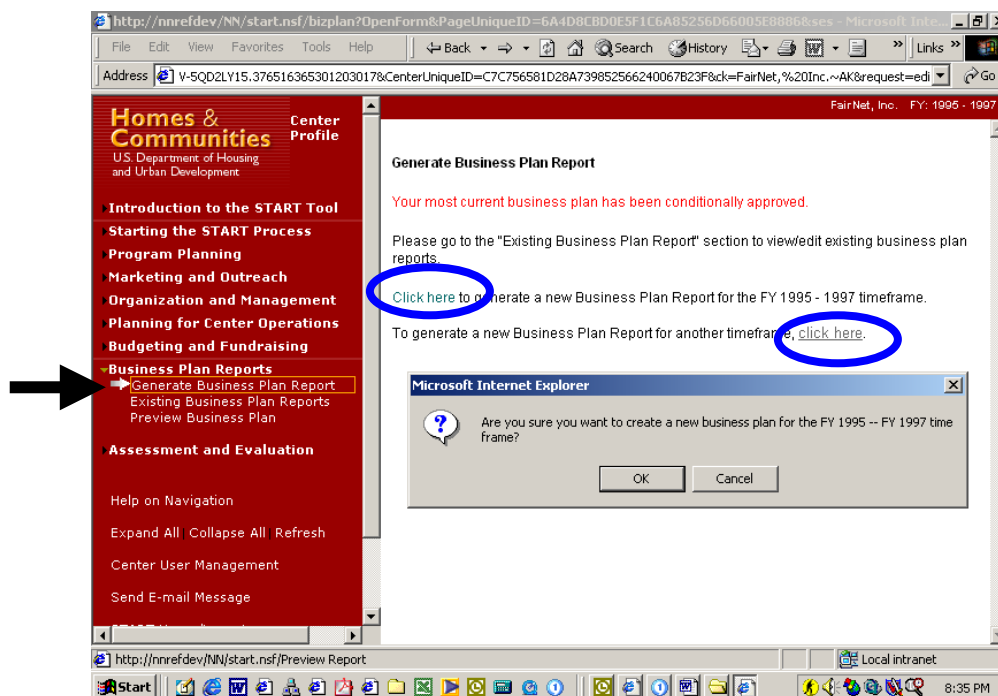 http://nnrefdev/NN/start.nsf/bizplan?OpenForm&PageUniqueID=6A4D8CBD0E5F1C6A85256D66005E8886&ses - Microsoft Inte...
File Edit View Favorites Tools Help
Back Search History Links »
Address V-5QD2LY15.376516365301203017&CenterUniqueID=C7C756581D28A739852566240067B23F&ck=FairNet,%20Inc.~AK&request=edi Go
FairNet, Inc. FY: 1995 - 1997
Homes &
Communities
U.S. Department of Housing
and Urban Development
Center
Profile
Introduction to the START Tool
Starting the START Process
Program Planning
Marketing and Outreach
Organization and Management
Planning for Center Operations
Budgeting and Fundraising
Business Plan Reports
Generate Business Plan Report
Existing Business Plan Reports
Preview Business Plan
Assessment and Evaluation
Help on Navigation
Expand All | Collapse All | Refresh
Center User Management
Send E-mail Message
Generate Business Plan Report
Your most current business plan has been conditionally approved.
Please go to the "Existing Business Plan Report" section to view/edit existing business plan
reports.
Click here to generate a new Business Plan Report for the FY 1995 - 1997 timeframe.
To generate a new Business Plan Report for another timeframe, click here.
Microsoft Internet Explorer
Are you sure you want to create a new business plan for the FY 1995 -- FY 1997 time
frame?
OK Cancel
http://nnrefdev/NN/start.nsf/Preview Report
Local intranet
Start
8:35 PM